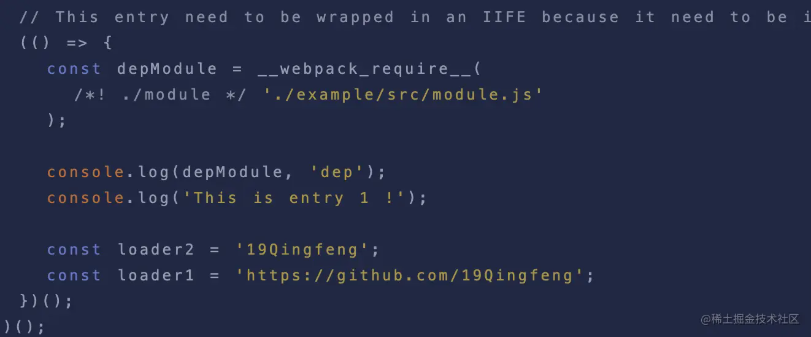 // This entry need to be wrapped in an IIFE because it need to be i
(() => {
const depModule = __webpack_require__(
/*! ./module */ './example/src/module.js'
);
console.log(depModule, 'dep');
console.log('This is entry 1 !');
const loader2 = '19Qingfeng';
const loader1 = 'https://github.com/19Qingfeng';
})();
)();
@稀土掘金技术社区